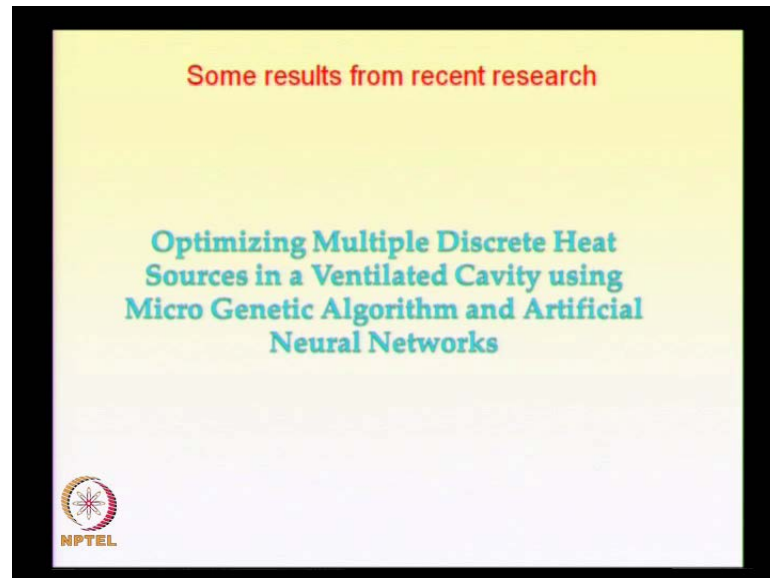 Some results from recent research
Optimizing Multiple Discrete Heat
Sources in a Ventilated Cavity using
Micro Genetic Algorithm and Artificial
Neural Networks
NPTEL